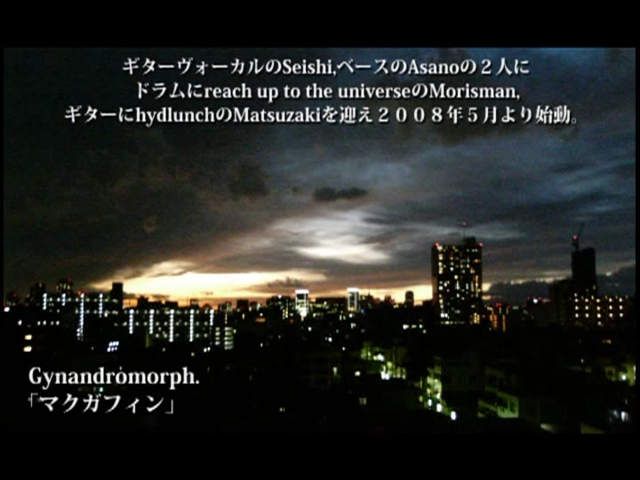 ギターヴォーカルのSeishi,ベースのAsanoの２人に
ドラムにreach up to the universeのMorisman,
ギターにhydlunchのMatsuzakiを迎え２００８年５月より始動。
Gynandromorph.
「マクガフィン」